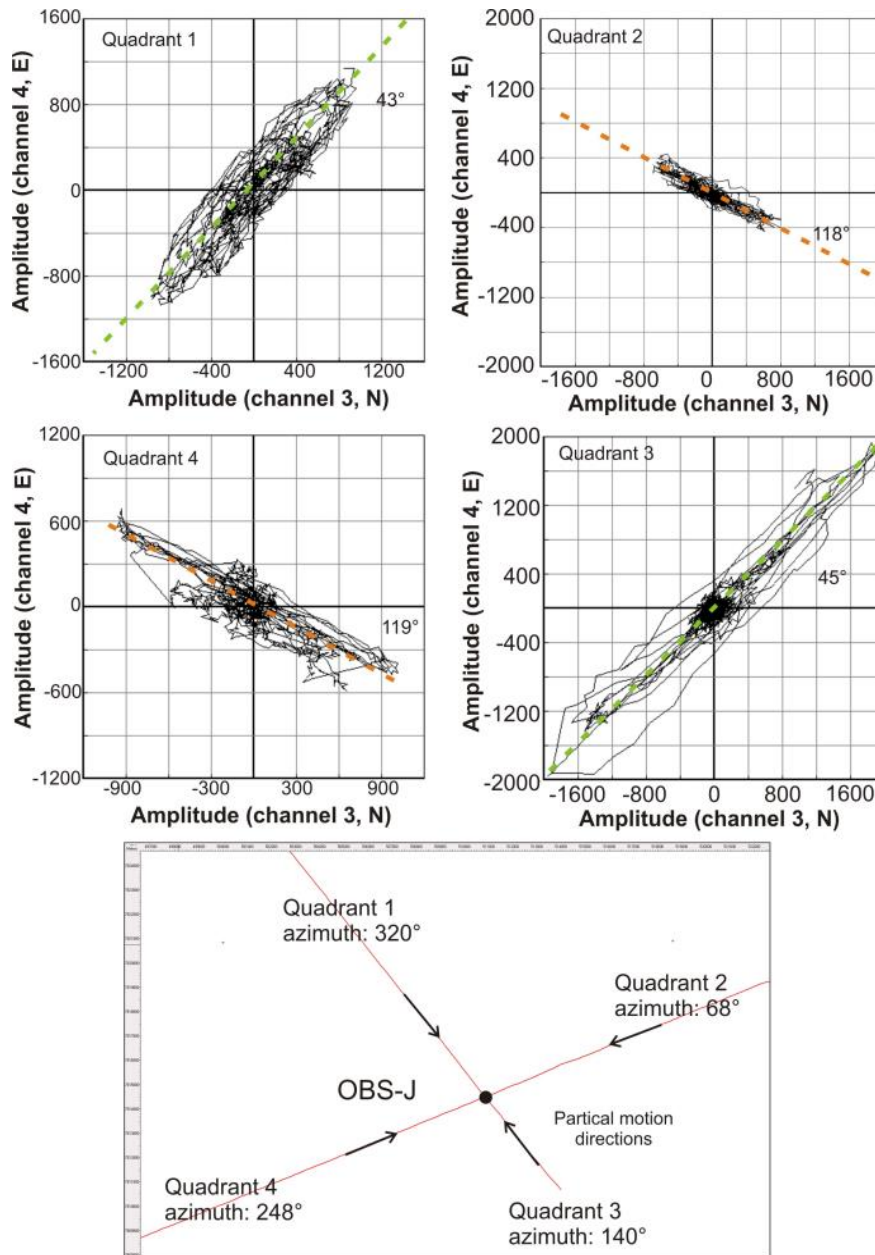 Quadrant 1
43°
1600
800
0
-800
-1600
-1200
-400
400
1200
Amplitude (channel 4, E)
Amplitude (channel 3, N)
Quadrant 2
118°
2000
1200
400
-400
-1200
-2000
-1600
-800
0
800
1600
Amplitude (channel 4, E)
Amplitude (channel 3, N)
Quadrant 4
119°
1200
600
0
-600
-1200
-900
-300
300
900
Amplitude (channel 4, E)
Amplitude (channel 3, N)
Quadrant 3
45°
2000
1200
400
-400
-1200
-2000
-1600
-800
0
800
1600
Amplitude (channel 4, E)
Amplitude (channel 3, N)
Quadrant 1
azimuth: 320°
Quadrant 2
azimuth: 68°
OBS-J
Partical motion
directions
Quadrant 4
azimuth: 248°
Quadrant 3
azimuth: 140°